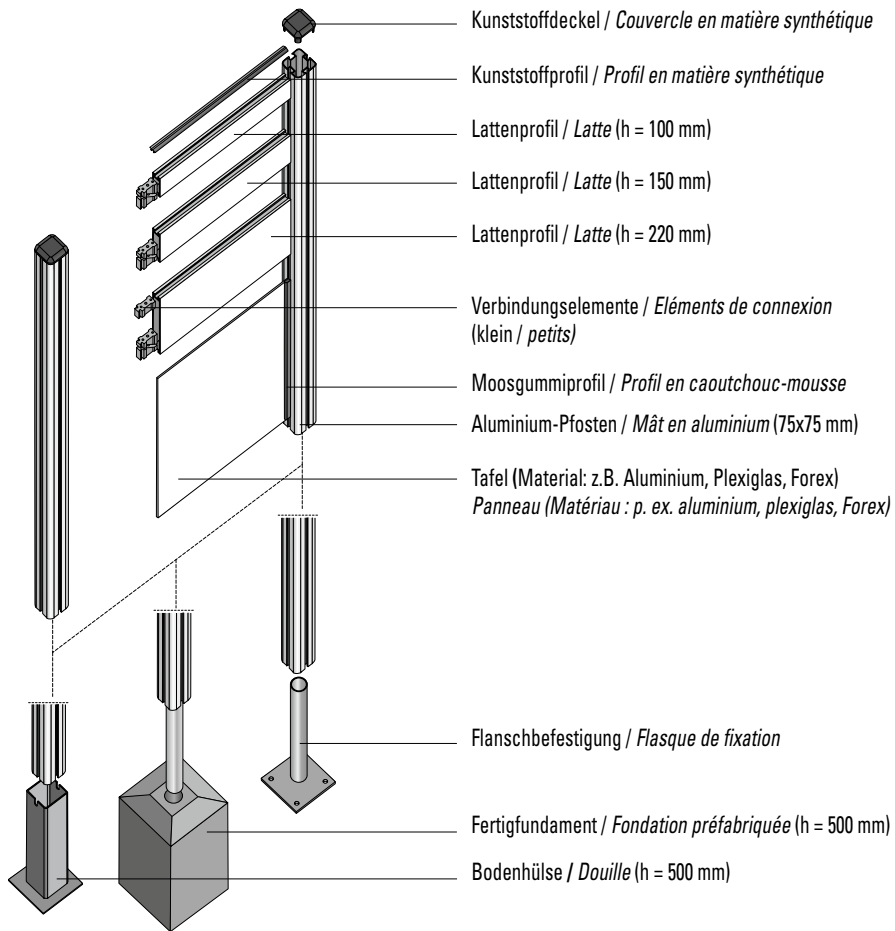 Kunststoffdeckel / Couvercle en matière synthétique
Kunststoffprofil / Profil en matière synthétique
Lattenprofil / Latte (h = 100 mm)
Lattenprofil / Latte (h = 150 mm)
Lattenprofil / Latte (h = 220 mm)
Verbindungselemente / Eléments de connexion
(klein / petits)
Moosgummiprofil / Profil en caoutchouc-mousse
Aluminium-Pfosten / Mât en aluminium (75x75 mm)
Tafel (Material: z.B. Aluminium, Plexiglas, Forex)
Panneau (Matériau : p. ex. aluminium, plexiglas, Forex)
Flanschbefestigung / Flasque de fixation
Fertigfundament / Fondation préfabriquée (h = 500 mm)
Bodenhülse / Douille (h = 500 mm)